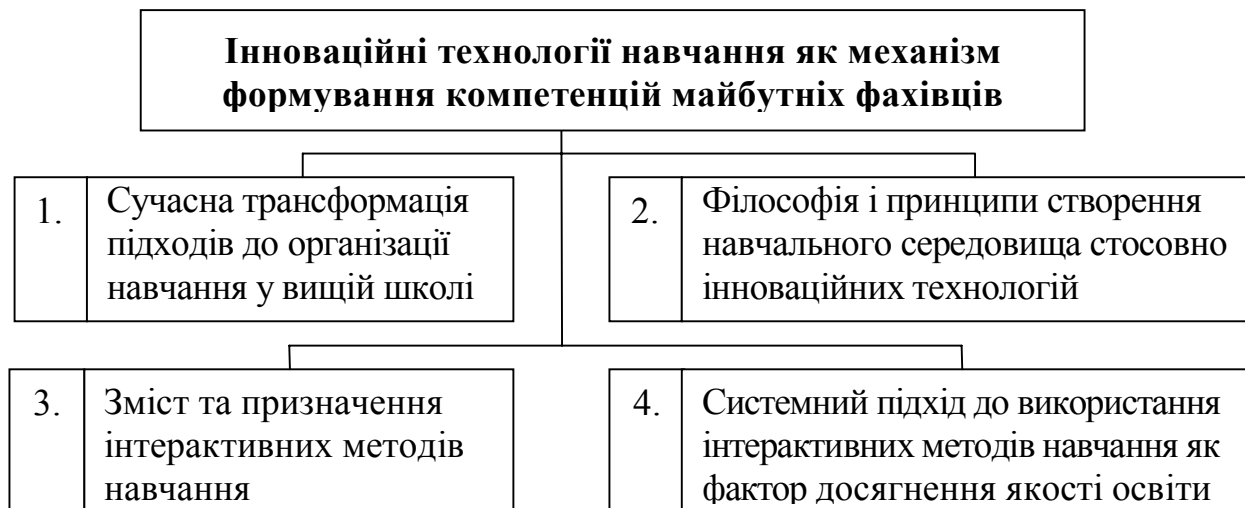 Інноваційні технології навчання як механізм
формування компетенцій майбутніх фахівців
1.
Сучасна трансформація
підходів до організації
навчання у вищій школі
2.
Філософія і принципи створення
навчального середовища стосовно
інноваційних технологій
3.
Зміст та призначення
інтерактивних методів
навчання
4.
Системний підхід до використання
інтерактивних методів навчання як
фактор досягнення якості освіти